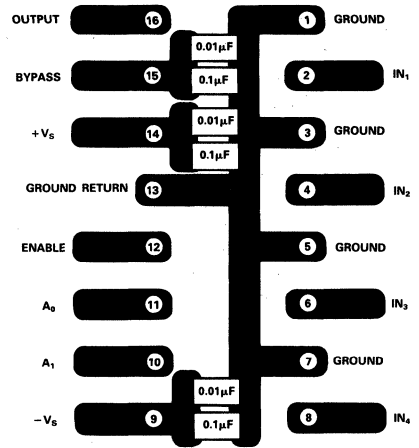 OUTPUT 16 1 GROUND
0.01µF
BYPASS 15 0.1µF 2 IN₁
0.01µF
+Vₛ 14 3 GROUND
0.1µF
GROUND RETURN 13 4 IN₂
ENABLE 12 5 GROUND
A₀ 11 6 IN₃
A₁ 10 7 GROUND
0.01µF
−Vₛ 9 0.1µF 8 IN₄